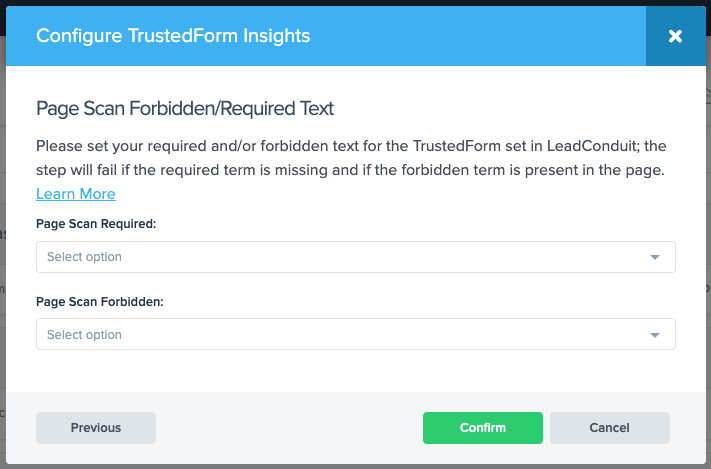 Configure TrustedForm Insights
Page Scan Forbidden/Required Text
Please set your required and/or forbidden text for the TrustedForm set in LeadConduit; the
step will fail if the required term is missing and if the forbidden term is present in the page.
Learn More
Page Scan Required:
Select option
Page Scan Forbidden:
Select option
Previous
Confirm
Cancel